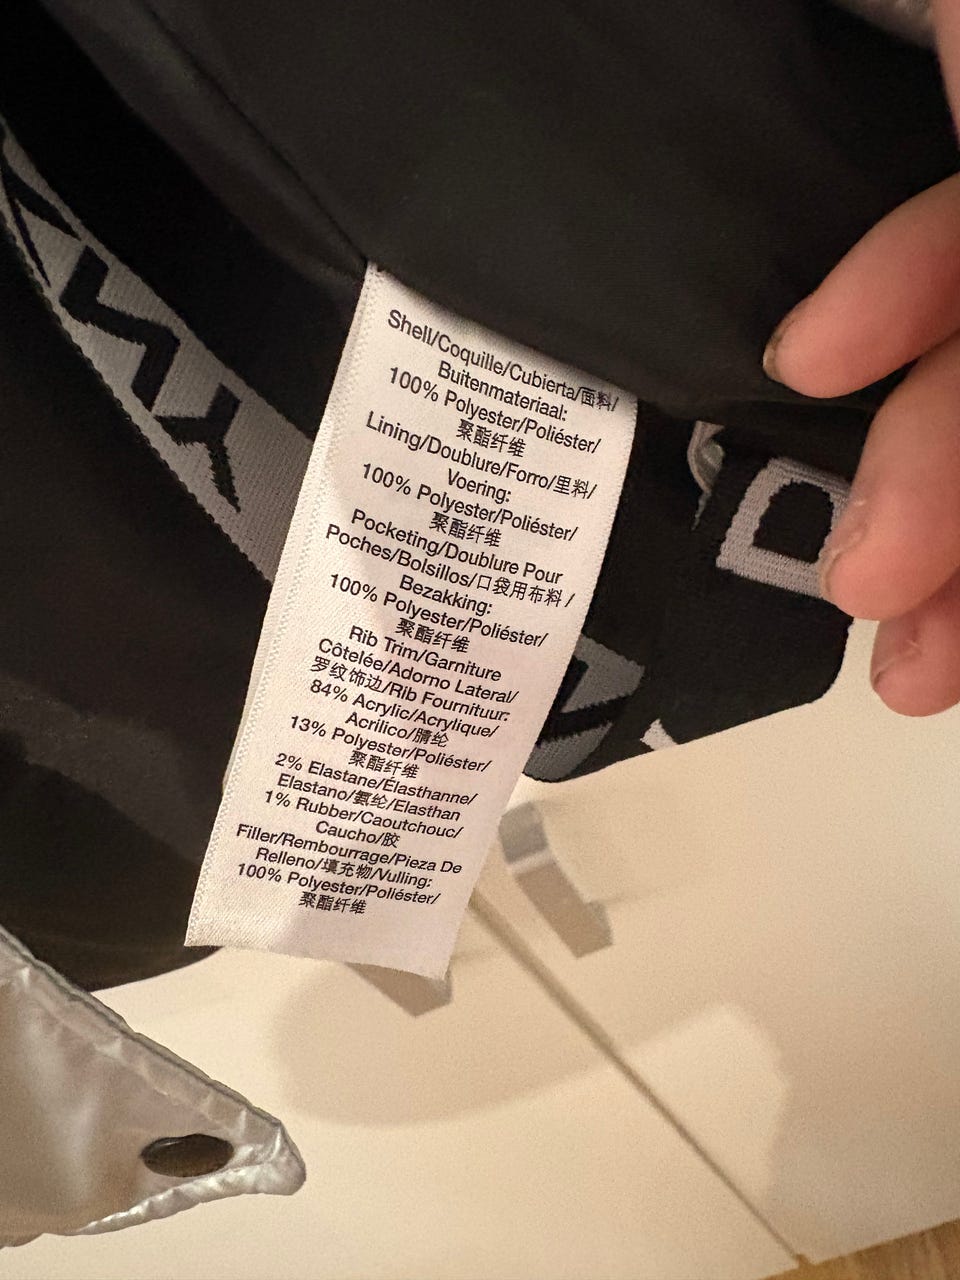 Shell/Coquille/Cubierta/面料/
Buitenmateriaal:
100% Polyester/Poliéster/
聚酯纤维
Lining/Doublure/Forro/里料/
Voering:
100% Polyester/Poliéster/
聚酯纤维
Pocketing/Doublure Pour
Poches/Bolsillos/口袋用布料/
Bezakking:
100% Polyester/Poliéster/
聚酯纤维
Rib Trim/Garniture
Côtelée/Adorno Lateral/
罗纹饰边/Rib Fournituur:
84% Acrylic/Acrylique/
Acrílico/腈纶
13% Polyester/Poliéster/
聚酯纤维
2% Elastane/Élasthanne/
Elastano/氨纶/Elasthan
1% Rubber/Caoutchouc/
Caucho/胶
Filler/Rembourrage/Pieza De
Relleno/填充物/Vulling:
100% Polyester/Poliéster/
聚酯纤维